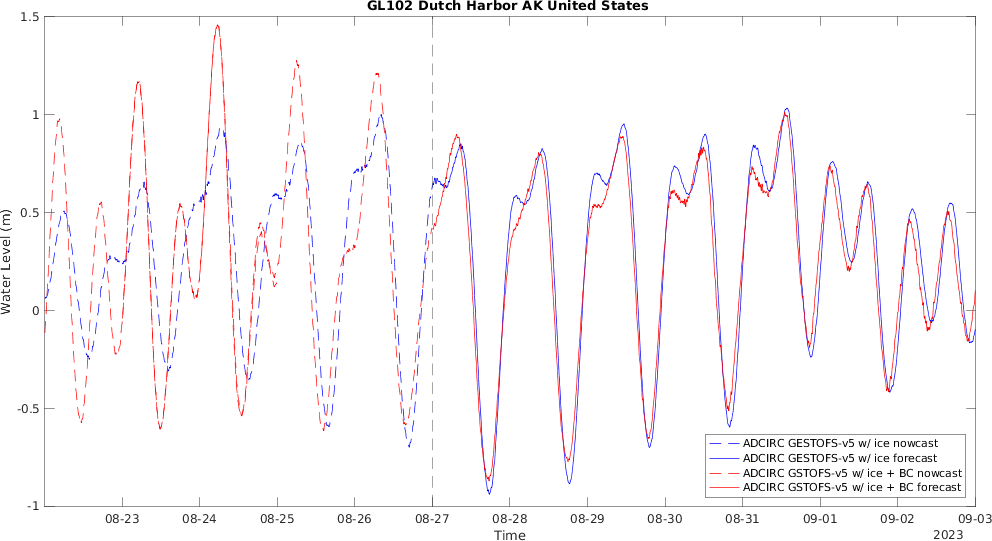 GL102 Dutch Harbor AK United States
Water Level (m)
1.5
1
0.5
0
-0.5
-1
ADCIRC GESTOFS-v5 w/ ice nowcast
ADCIRC GESTOFS-v5 w/ ice forecast
ADCIRC GSTOFS-v5 w/ ice + BC nowcast
ADCIRC GSTOFS-v5 w/ ice + BC forecast
08-23 08-24 08-25 08-26 08-27 08-28 08-29 08-30 08-31 09-01 09-02 09-03
Time
2023